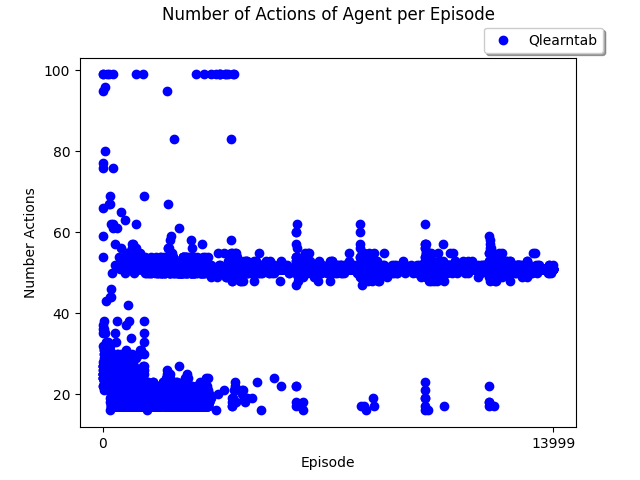 Number of Actions of Agent per Episode
Qlearntab
100
80
60
40
20
Number Actions
0
13999
Episode